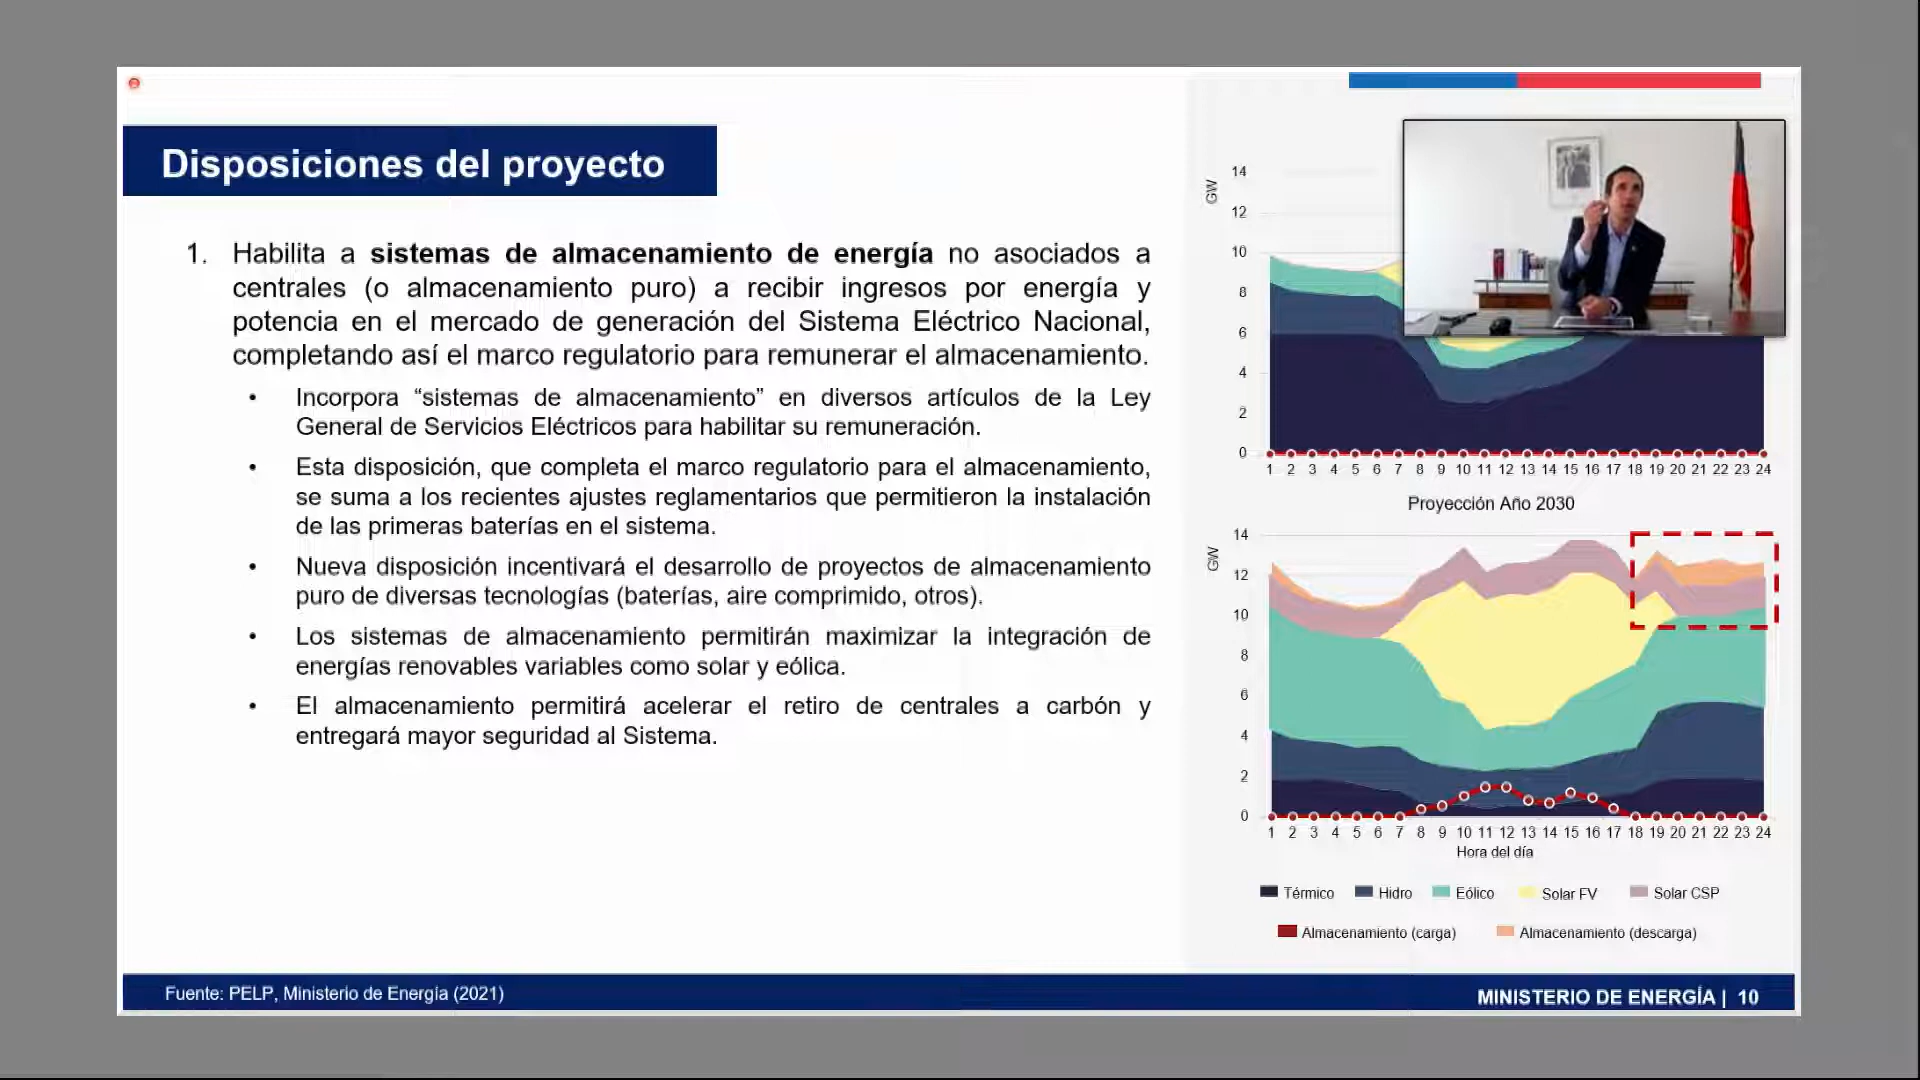 Disposiciones del proyecto
1. Habilita a sistemas de almacenamiento de energía no asociados a
centrales (o almacenamiento puro) a recibir ingresos por energía y
potencia en el mercado de generación del Sistema Eléctrico Nacional,
completando así el marco regulatorio para remunerar el almacenamiento.
• Incorpora “sistemas de almacenamiento” en diversos artículos de la Ley
General de Servicios Eléctricos para habilitar su remuneración.
• Esta disposición, que completa el marco regulatorio para el almacenamiento,
se suma a los recientes ajustes reglamentarios que permitieron la instalación
de las primeras baterías en el sistema.
• Nueva disposición incentivará el desarrollo de proyectos de almacenamiento
puro de diversas tecnologías (baterías, aire comprimido, otros).
• Los sistemas de almacenamiento permitirán maximizar la integración de
energías renovables variables como solar y eólica.
• El almacenamiento permitirá acelerar el retiro de centrales a carbón y
entregará mayor seguridad al Sistema.
GW
14
12
10
8
6
4
2
0
1 2 3 4 5 6 7 8 9 10 11 12 13 14 15 16 17 18 19 20 21 22 23 24
Proyección Año 2030
GW
14
12
10
8
6
4
2
0
1 2 3 4 5 6 7 8 9 10 11 12 13 14 15 16 17 18 19 20 21 22 23 24
Hora del día
Térmico Hidro Eólico Solar FV Solar CSP
Almacenamiento (carga) Almacenamiento (descarga)
Fuente: PELP, Ministerio de Energía (2021)
MINISTERIO DE ENERGÍA | 10